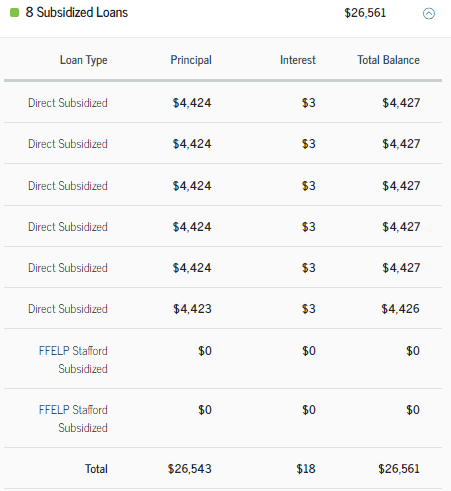 8 Subsidized Loans $26,561
Loan Type Principal Interest Total Balance
Direct Subsidized $4,424 $3 $4,427
Direct Subsidized $4,424 $3 $4,427
Direct Subsidized $4,424 $3 $4,427
Direct Subsidized $4,424 $3 $4,427
Direct Subsidized $4,424 $3 $4,427
Direct Subsidized $4,423 $3 $4,426
FFELP Stafford $0 $0 $0
Subsidized
FFELP Stafford $0 $0 $0
Subsidized
Total $26,543 $18 $26,561